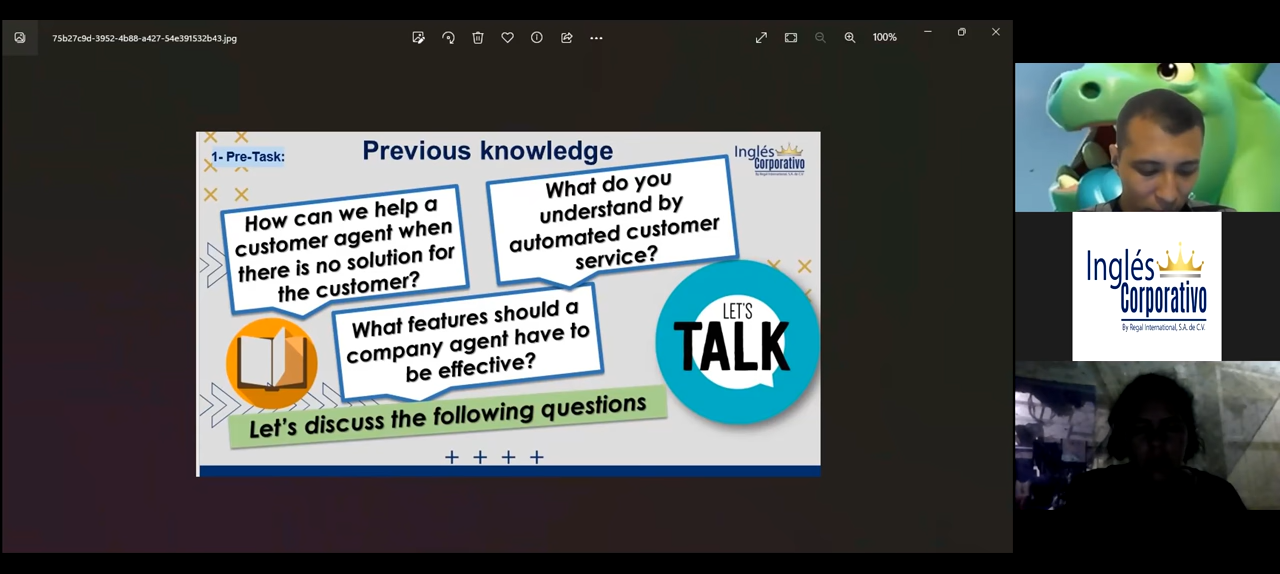 75b27c9d-3952-4b88-a427-54e391532b43.jpg
100%
1- Pre-Task:
Previous knowledge
Inglés
Corporativo
By Regal International, S.A. de C.V.
How can we help a
customer agent when
there is no solution for
the customer?
What do you
understand by
automated customer
service?
What features should a
company agent have to
be effective?
LET'S
TALK
Let's discuss the following questions
Inglés
Corporativo
By Regal International, S.A. de C.V.